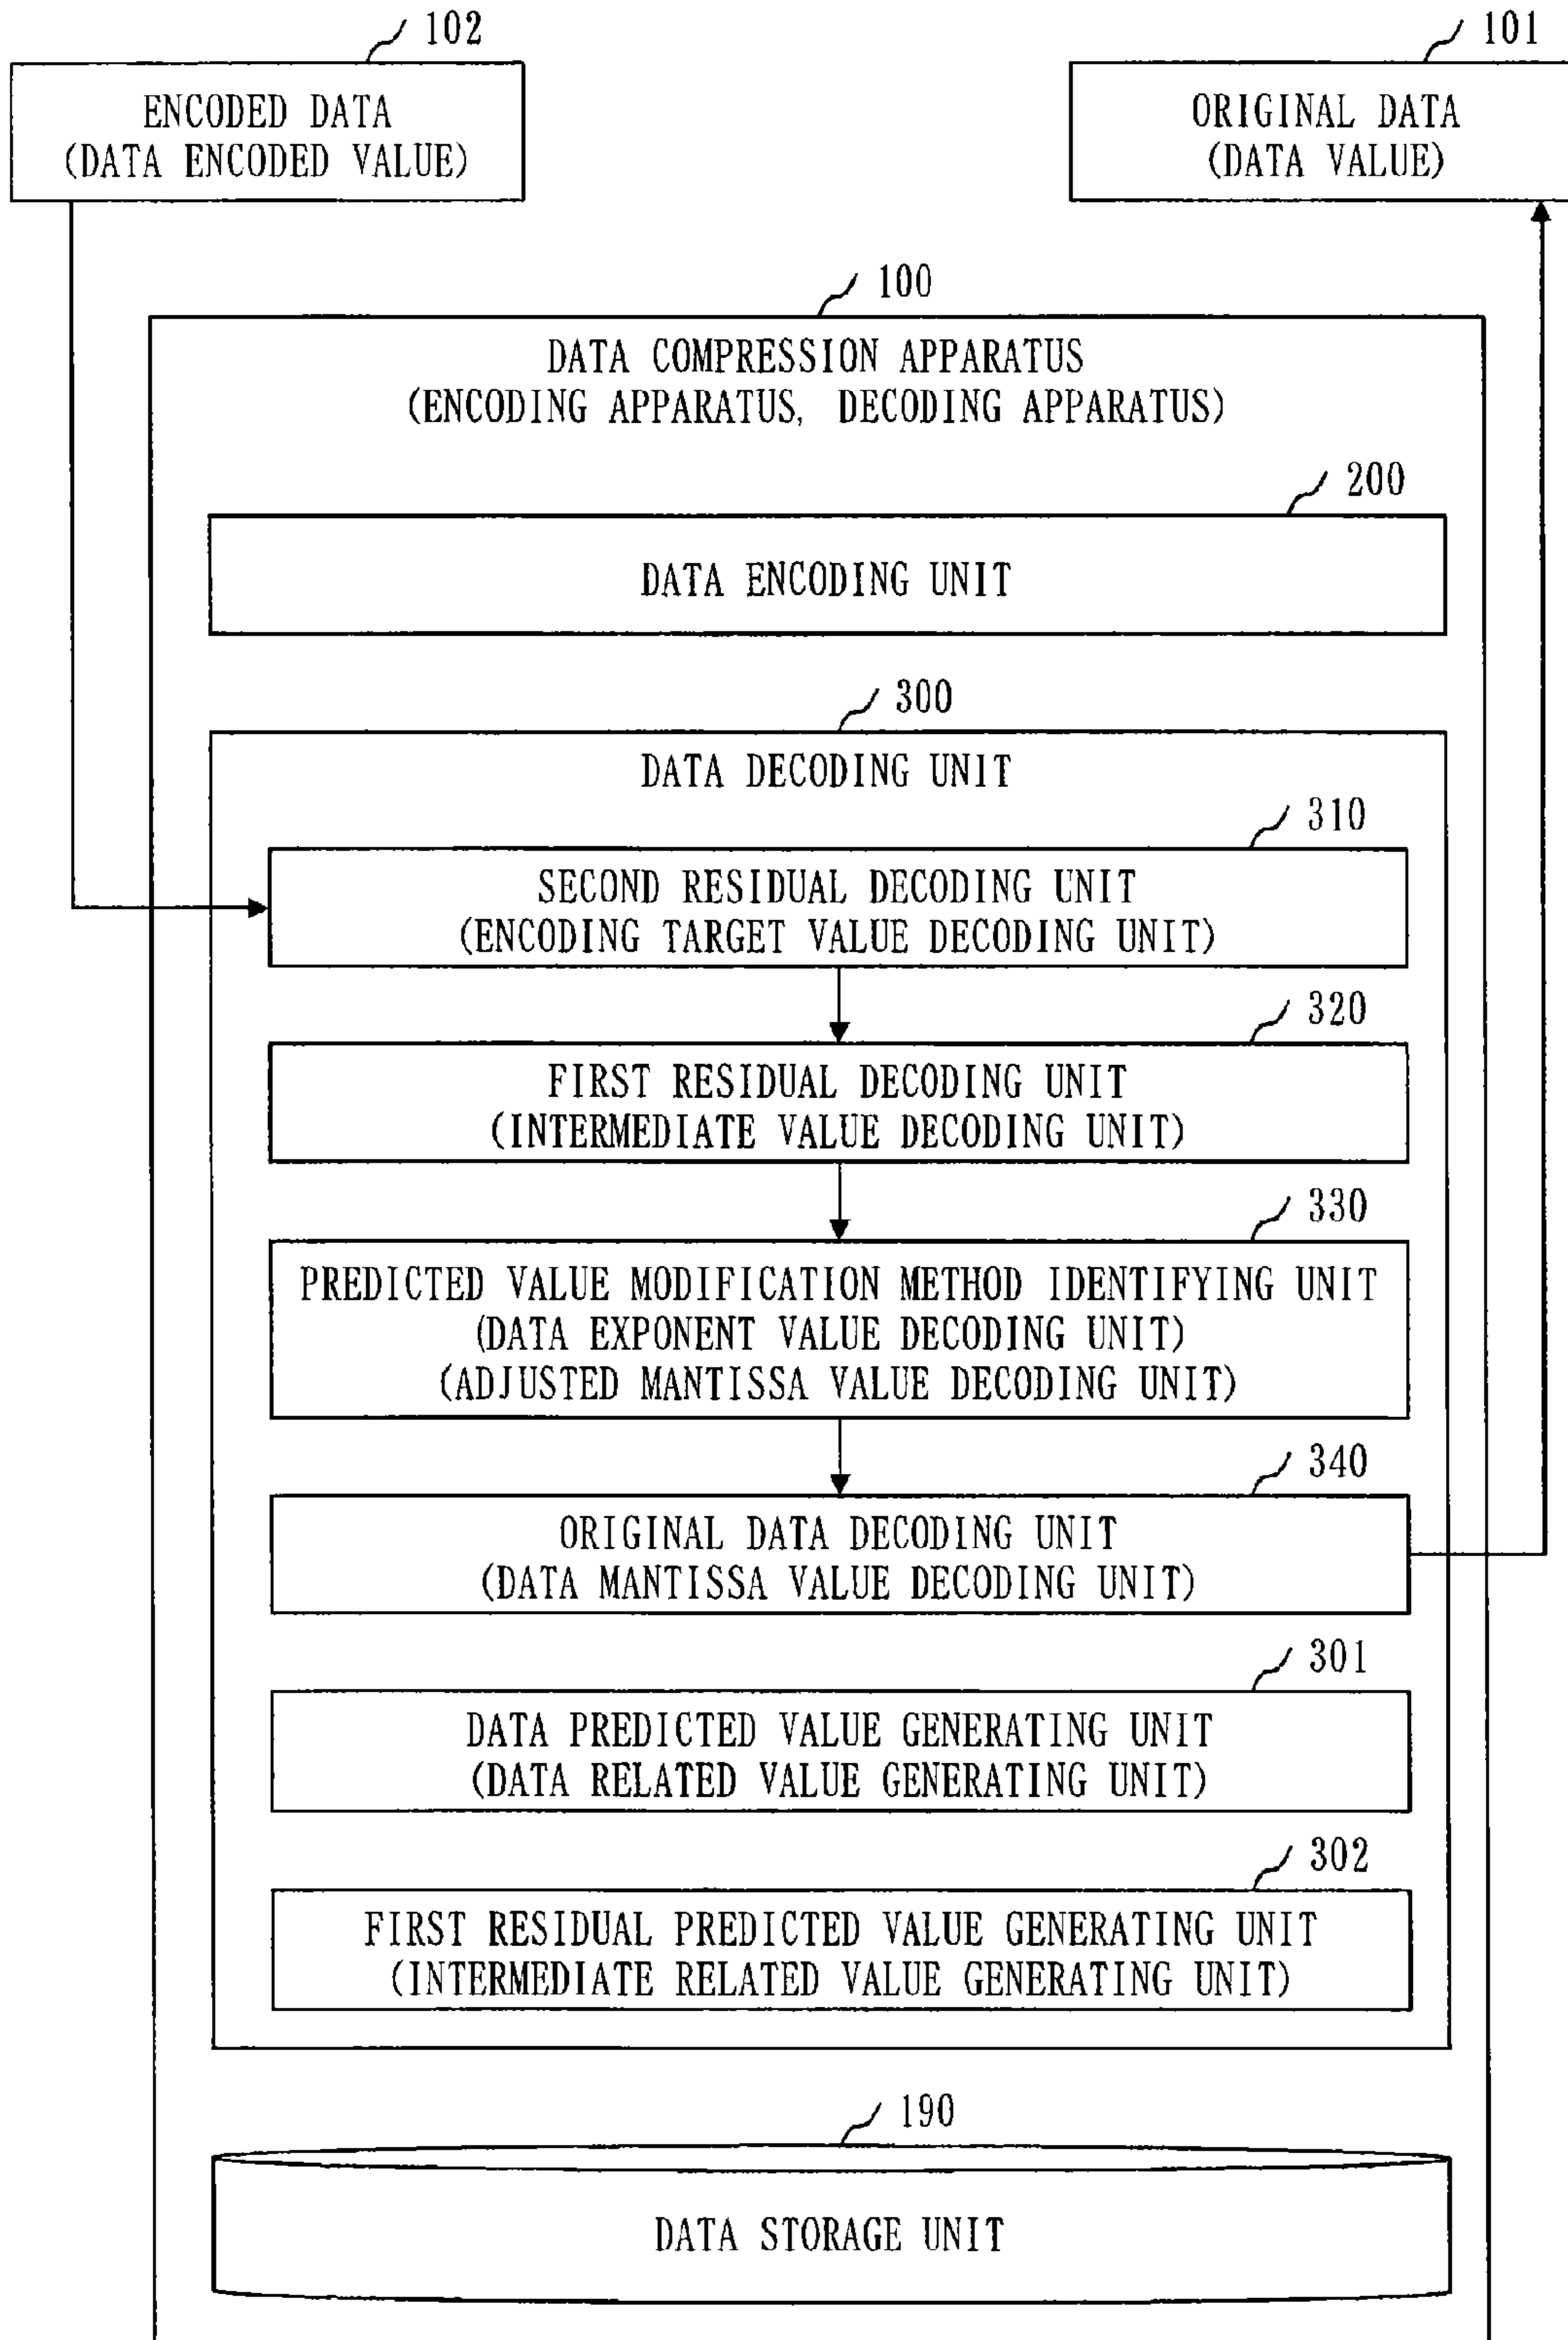 102
101
ENCODED DATA
(DATA ENCODED VALUE)
ORIGINAL DATA
(DATA VALUE)
100
DATA COMPRESSION APPARATUS
(ENCODING APPARATUS, DECODING APPARATUS)
200
DATA ENCODING UNIT
300
DATA DECODING UNIT
310
SECOND RESIDUAL DECODING UNIT
(ENCODING TARGET VALUE DECODING UNIT)
320
FIRST RESIDUAL DECODING UNIT
(INTERMEDIATE VALUE DECODING UNIT)
330
PREDICTED VALUE MODIFICATION METHOD IDENTIFYING UNIT
(DATA EXPONENT VALUE DECODING UNIT)
(ADJUSTED MANTISSA VALUE DECODING UNIT)
340
ORIGINAL DATA DECODING UNIT
(DATA MANTISSA VALUE DECODING UNIT)
301
DATA PREDICTED VALUE GENERATING UNIT
(DATA RELATED VALUE GENERATING UNIT)
302
FIRST RESIDUAL PREDICTED VALUE GENERATING UNIT
(INTERMEDIATE RELATED VALUE GENERATING UNIT)
190
DATA STORAGE UNIT